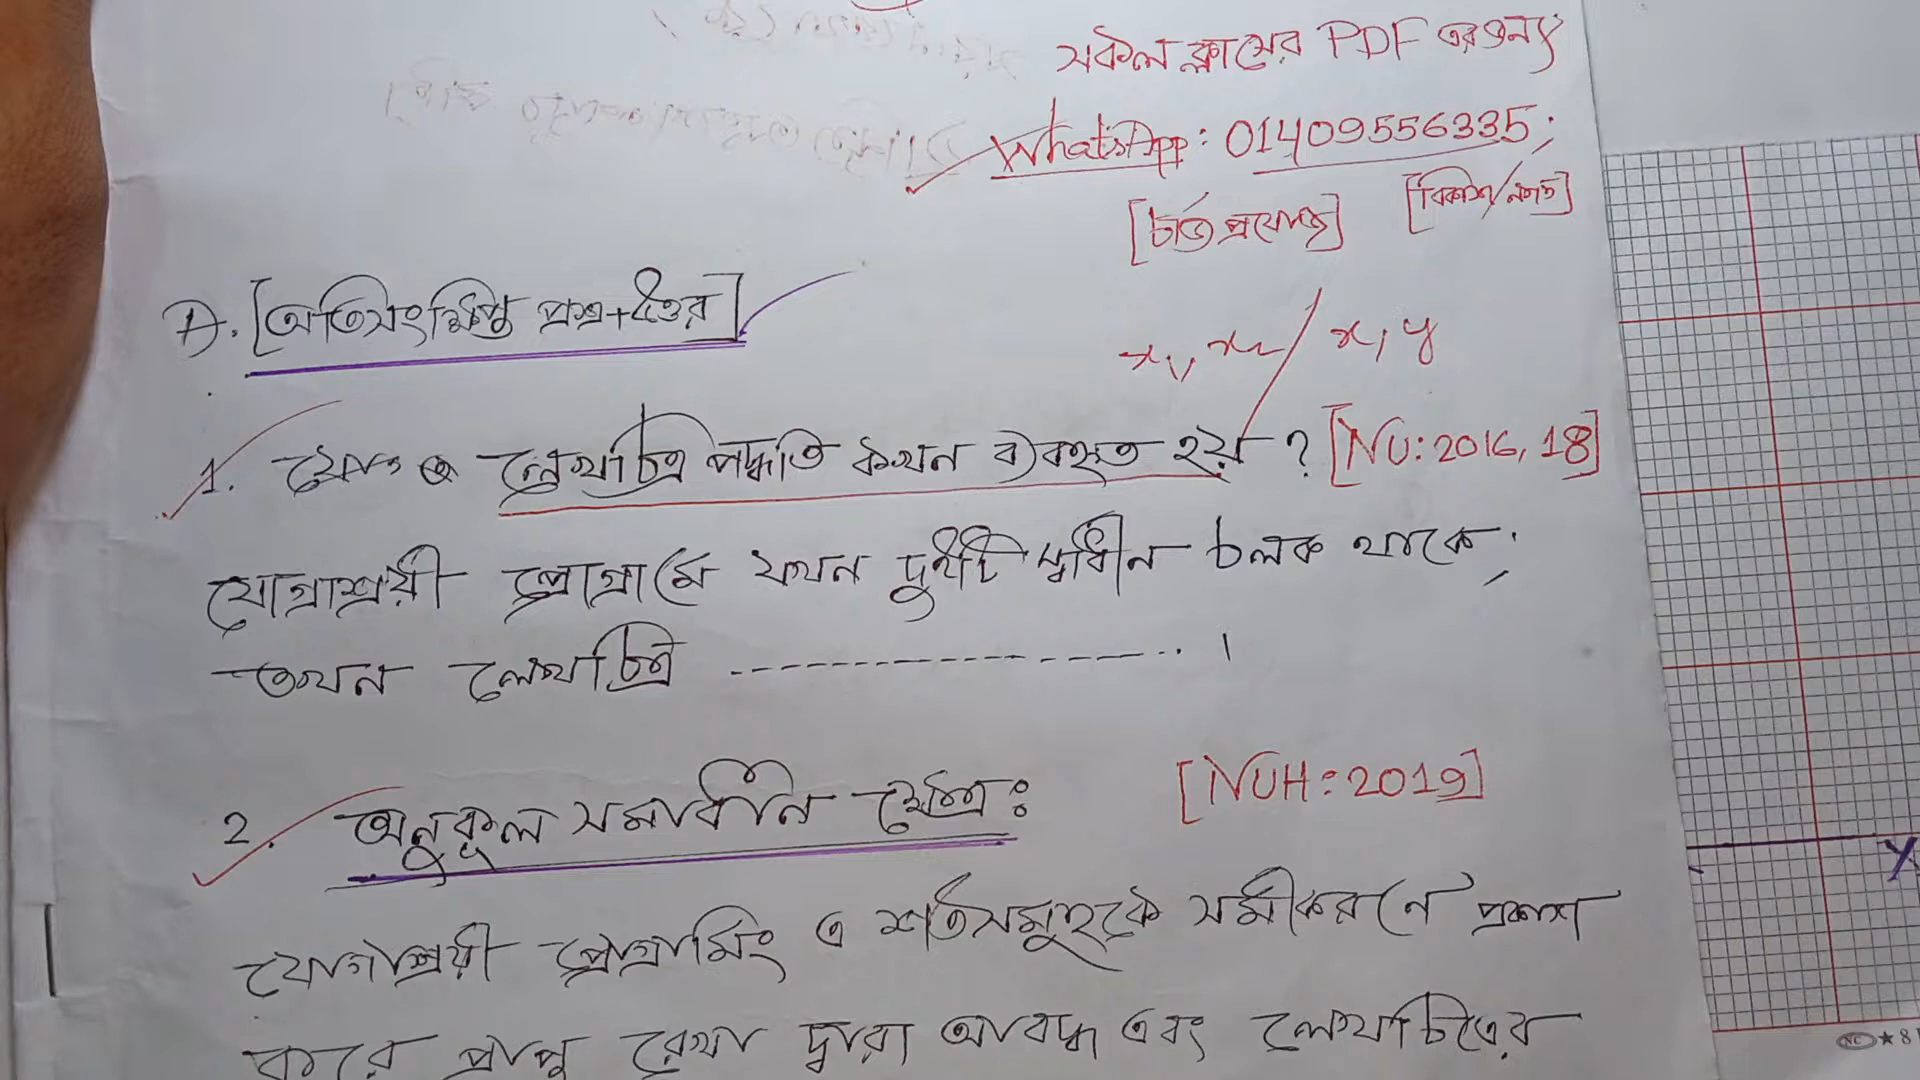 সকল ক্লাসের PDF এর জন্য
WhatsApp: 01409556335;
[চার্জ প্রযোজ্য] [বিকাশ/নগদ]
A. [অতিসংক্ষিপ্ত প্রশ্ন+উত্তর]
x₁, x₂ / x, y
1. যোঃ প্রোঃ এ লেখচিত্র পদ্ধতি কখন ব্যবহৃত হয়? [NU: 2016, 18]
যোগাশ্রয়ী প্রোগ্রামে যখন দুইটি স্বাধীন চলক থাকে;
তখন লেখচিত্র ----------------- ।
2. অনুকূল সমাধান ক্ষেত্রঃ [NUH: 2019]
যোগাশ্রয়ী প্রোগ্রামিং এ শর্তসমুহকে সমীকরণে প্রকাশ
করে প্রাপ্ত রেখা দ্বারা আবদ্ধ এবং লেখচিত্রের
Y
NC ★ 81